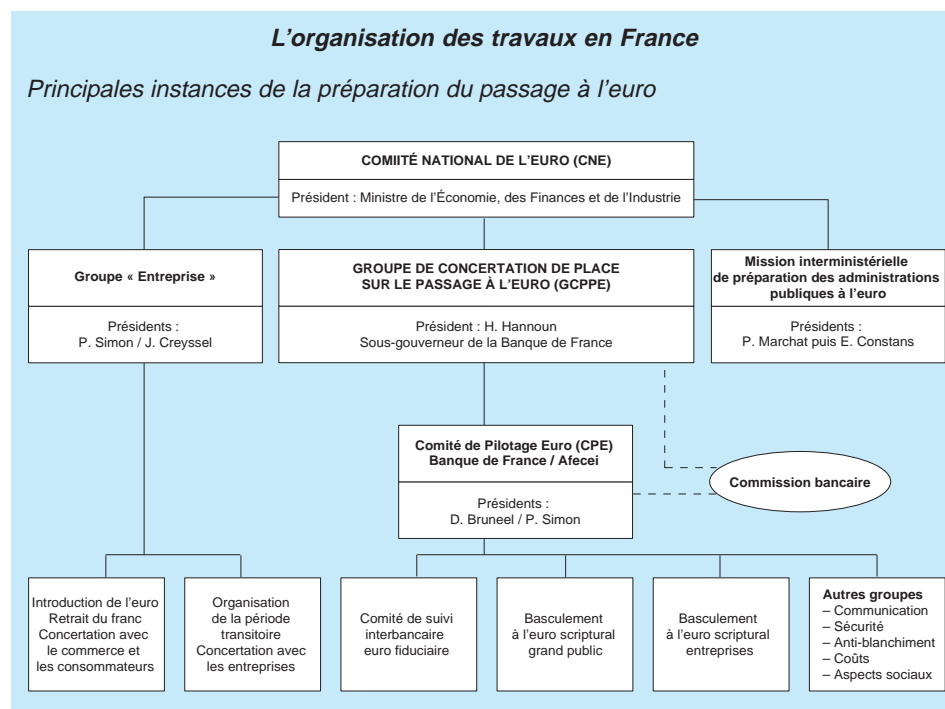 L'organisation des travaux en France
Principales instances de la préparation du passage à l'euro
COMIITÉ NATIONAL DE L'EURO (CNE)
Président : Ministre de l'Économie, des Finances et de l'Industrie
Groupe « Entreprise »
Présidents :
P. Simon / J. Creyssel
GROUPE DE CONCERTATION DE PLACE
SUR LE PASSAGE À L'EURO (GCPPE)
Président : H. Hannoun
Sous-gouverneur de la Banque de France
Mission interministérielle
de préparation des administrations
publiques à l'euro
Présidents :
P. Marchat puis E. Constans
Comité de Pilotage Euro (CPE)
Banque de France / Afecei
Présidents :
D. Bruneel / P. Simon
Commission bancaire
Introduction de l'euro
Retrait du franc
Concertation avec
le commerce et
les consommateurs
Organisation
de la période
transitoire
Concertation avec
les entreprises
Comité de suivi
interbancaire
euro fiduciaire
Basculement
à l'euro scriptural
grand public
Basculement
à l'euro scriptural
entreprises
Autres groupes
– Communication
– Sécurité
– Anti-blanchiment
– Coûts
– Aspects sociaux